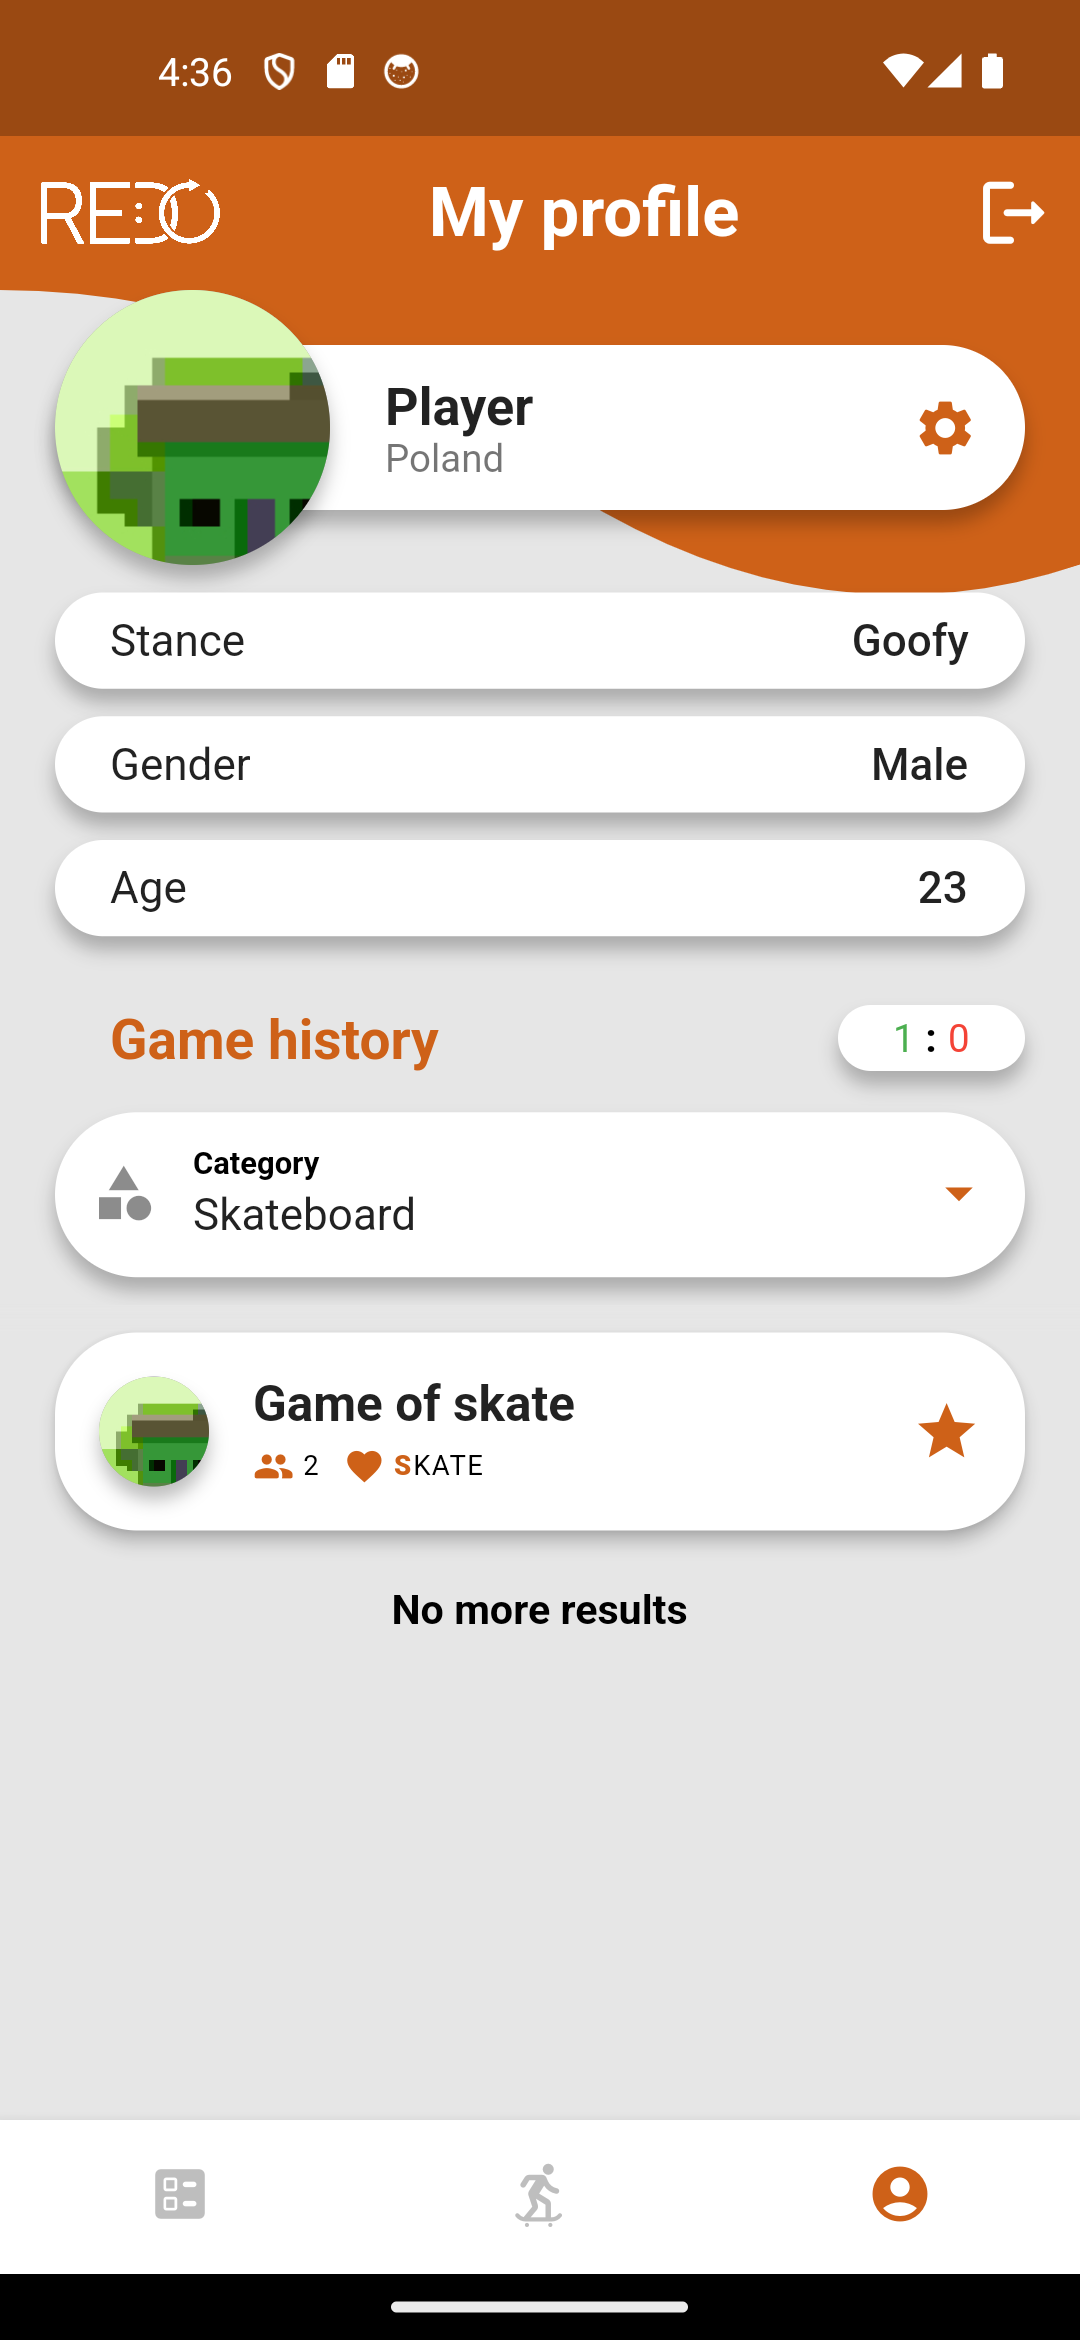 4:36
REDO
My profile
Player
Poland
Stance
Goofy
Gender
Male
Age
23
Game history
1 : 0
Category
Skateboard
Game of skate
2
SKATE
No more results